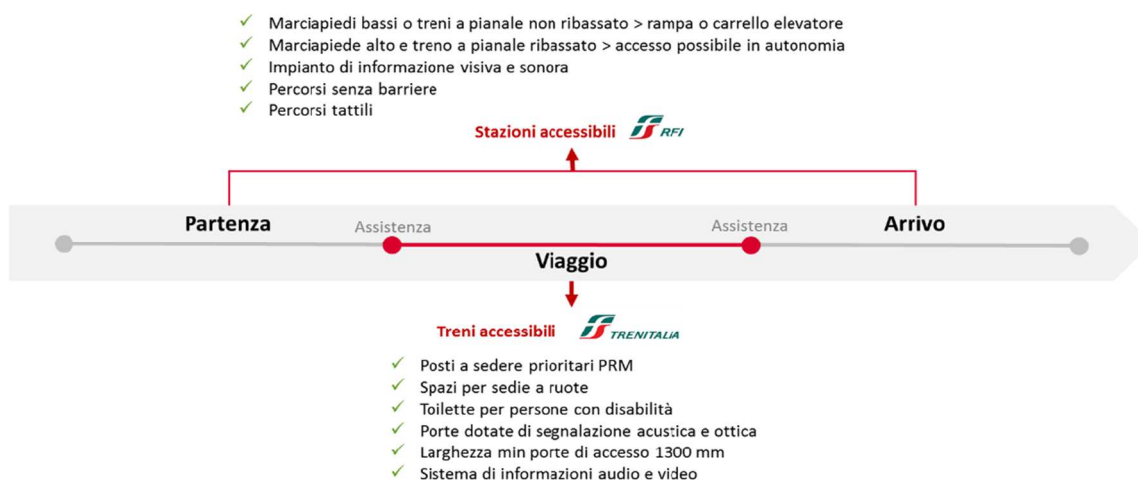 Marciapiedi bassi o treni a pianale non ribassato > rampa o carrello elevatore
Marciapiede alto e treno a pianale ribassato > accesso possibile in autonomia
Impianto di informazione visiva e sonora
Percorsi senza barriere
Percorsi tattili
Stazioni accessibili RFI
Partenza
Assistenza
Assistenza
Arrivo
Viaggio
Treni accessibili TRENITALIA
Posti a sedere prioritari PRM
Spazi per sedie a ruote
Toilette per persone con disabilità
Porte dotate di segnalazione acustica e ottica
Larghezza min porte di accesso 1300 mm
Sistema di informazioni audio e video